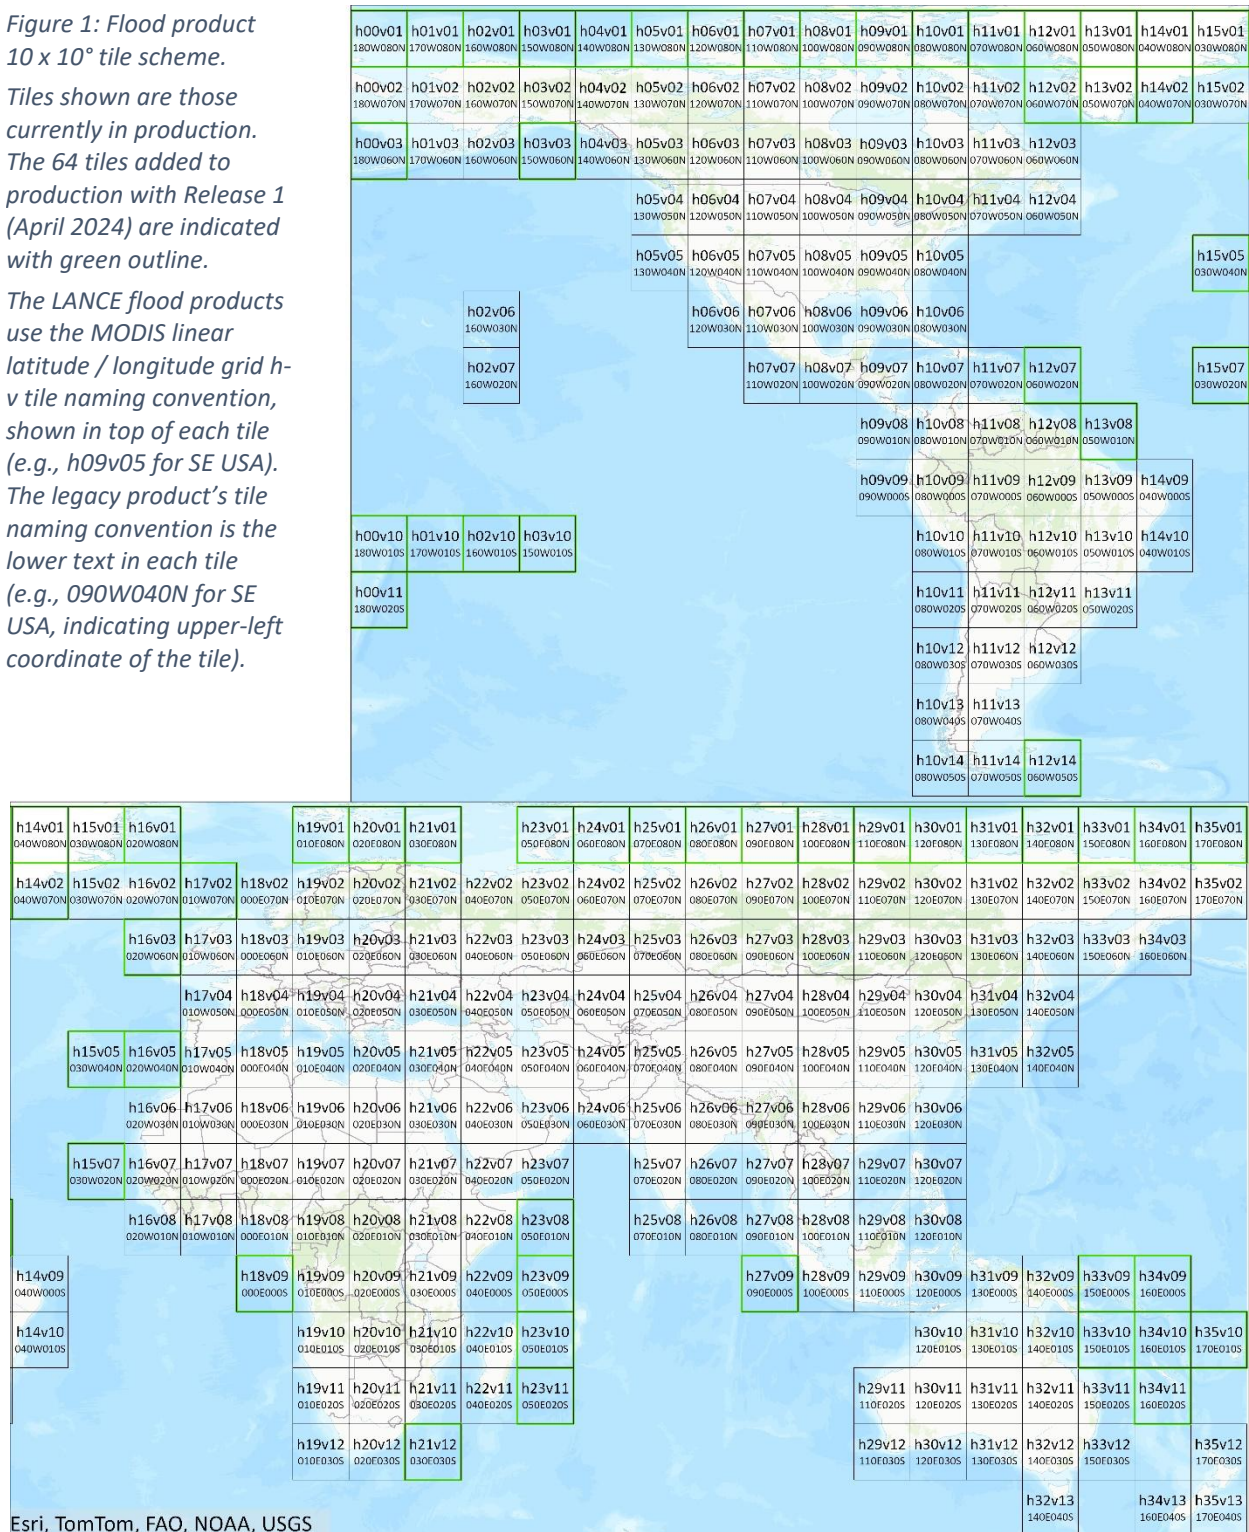 Figure 1: Flood product
10 x 10° tile scheme.
Tiles shown are those
currently in production.
The 64 tiles added to
production with Release 1
(April 2024) are indicated
with green outline.
The LANCE flood products
use the MODIS linear
latitude / longitude grid h-
v tile naming convention,
shown in top of each tile
(e.g., h09v05 for SE USA).
The legacy product's tile
naming convention is the
lower text in each tile
(e.g., 090W040N for SE
USA, indicating upper-left
coordinate of the tile).
h00v01 h01v01 h02v01 h03v01 h04v01 h05v01 h06v01 h07v01 h08v01 h09v01 h10v01 h11v01 h12v01 h13v01 h14v01 h15v01
180W080N 170W080N 160W080N 150W080N 140W080N 130W080N 120W080N 110W080N 100W080N 090W080N 080W080N 070W080N 060W080N 050W080N 040W080N 030W080N
h00v02 h01v02 h02v02 h03v02 h04v02 h05v02 h06v02 h07v02 h08v02 h09v02 h10v02 h11v02 h12v02 h13v02 h14v02 h15v02
180W070N 170W070N 160W070N 150W070N 140W070N 130W070N 120W070N 110W070N 100W070N 090W070N 080W070N 070W070N 060W070N 050W070N 040W070N 030W070N
h00v03 h01v03 h02v03 h03v03 h04v03 h05v03 h06v03 h07v03 h08v03 h09v03 h10v03 h11v03 h12v03
180W060N 170W060N 160W060N 150W060N 140W060N 130W060N 120W060N 110W060N 100W060N 090W060N 080W060N 070W060N 060W060N
h05v04 h06v04 h07v04 h08v04 h09v04 h10v04 h11v04 h12v04
130W050N 120W050N 110W050N 100W050N 090W050N 080W050N 070W050N 060W050N
h05v05 h06v05 h07v05 h08v05 h09v05 h10v05 h15v05
130W040N 120W040N 110W040N 100W040N 090W040N 080W040N 030W040N
h02v06 h06v06 h07v06 h08v06 h09v06 h10v06
160W030N 120W030N 110W030N 100W030N 090W030N 080W030N
h02v07 h07v07 h08v07 h09v07 h10v07 h11v07 h12v07 h15v07
160W020N 110W020N 100W020N 090W020N 080W020N 070W020N 060W020N 030W020N
h09v08 h10v08 h11v08 h12v08 h13v08
090W010N 080W010N 070W010N 060W010N 050W010N
h09v09 h10v09 h11v09 h12v09 h13v09 h14v09
090W000S 080W000S 070W000S 060W000S 050W000S 040W000S
h00v10 h01v10 h02v10 h03v10 h10v10 h11v10 h12v10 h13v10 h14v10
180W010S 170W010S 160W010S 150W010S 080W010S 070W010S 060W010S 050W010S 040W010S
h00v11 h10v11 h11v11 h12v11 h13v11
180W020S 080W020S 070W020S 060W020S 050W020S
h10v12 h11v12 h12v12
080W030S 070W030S 060W030S
h10v13 h11v13
080W040S 070W040S
h10v14 h11v14 h12v14
080W050S 070W050S 060W050S
h14v01 h15v01 h16v01 h19v01 h20v01 h21v01 h23v01 h24v01 h25v01 h26v01 h27v01 h28v01 h29v01 h30v01 h31v01 h32v01 h33v01 h34v01 h35v01
040W080N 030W080N 020W080N 010E080N 020E080N 030E080N 050E080N 060E080N 070E080N 080E080N 090E080N 100E080N 110E080N 120E080N 130E080N 140E080N 150E080N 160E080N 170E080N
h14v02 h15v02 h16v02 h17v02 h18v02 h19v02 h20v02 h21v02 h22v02 h23v02 h24v02 h25v02 h26v02 h27v02 h28v02 h29v02 h30v02 h31v02 h32v02 h33v02 h34v02 h35v02
040W070N 030W070N 020W070N 010W070N 000E070N 010E070N 020E070N 030E070N 040E070N 050E070N 060E070N 070E070N 080E070N 090E070N 100E070N 110E070N 120E070N 130E070N 140E070N 150E070N 160E070N 170E070N
h16v03 h17v03 h18v03 h19v03 h20v03 h21v03 h22v03 h23v03 h24v03 h25v03 h26v03 h27v03 h28v03 h29v03 h30v03 h31v03 h32v03 h33v03 h34v03
020W060N 010W060N 000E060N 010E060N 020E060N 030E060N 040E060N 050E060N 060E060N 070E060N 080E060N 090E060N 100E060N 110E060N 120E060N 130E060N 140E060N 150E060N 160E060N
h17v04 h18v04 h19v04 h20v04 h21v04 h22v04 h23v04 h24v04 h25v04 h26v04 h27v04 h28v04 h29v04 h30v04 h31v04 h32v04
010W050N 000E050N 010E050N 020E050N 030E050N 040E050N 050E050N 060E050N 070E050N 080E050N 090E050N 100E050N 110E050N 120E050N 130E050N 140E050N
h15v05 h16v05 h17v05 h18v05 h19v05 h20v05 h21v05 h22v05 h23v05 h24v05 h25v05 h26v05 h27v05 h28v05 h29v05 h30v05 h31v05 h32v05
030W040N 020W040N 010W040N 000E040N 010E040N 020E040N 030E040N 040E040N 050E040N 060E040N 070E040N 080E040N 090E040N 100E040N 110E040N 120E040N 130E040N 140E040N
h16v06 h17v06 h18v06 h19v06 h20v06 h21v06 h22v06 h23v06 h24v06 h25v06 h26v06 h27v06 h28v06 h29v06 h30v06
020W030N 010W030N 000E030N 010E030N 020E030N 030E030N 040E030N 050E030N 060E030N 070E030N 080E030N 090E030N 100E030N 110E030N 120E030N
h15v07 h16v07 h17v07 h18v07 h19v07 h20v07 h21v07 h22v07 h23v07 h25v07 h26v07 h27v07 h28v07 h29v07 h30v07
030W020N 020W020N 010W020N 000E020N 010E020N 020E020N 030E020N 040E020N 050E020N 070E020N 080E020N 090E020N 100E020N 110E020N 120E020N
h16v08 h17v08 h18v08 h19v08 h20v08 h21v08 h22v08 h23v08 h25v08 h26v08 h27v08 h28v08 h29v08 h30v08
020W010N 010W010N 000E010N 010E010N 020E010N 030E010N 040E010N 050E010N 070E010N 080E010N 090E010N 100E010N 110E010N 120E010N
h14v09 h18v09 h19v09 h20v09 h21v09 h22v09 h23v09 h27v09 h28v09 h29v09 h30v09 h31v09 h32v09 h33v09 h34v09
040W000S 000E000S 010E000S 020E000S 030E000S 040E000S 050E000S 090E000S 100E000S 110E000S 120E000S 130E000S 140E000S 150E000S 160E000S
h14v10 h19v10 h20v10 h21v10 h22v10 h23v10 h30v10 h31v10 h32v10 h33v10 h34v10 h35v10
040W010S 010E010S 020E010S 030E010S 040E010S 050E010S 120E010S 130E010S 140E010S 150E010S 160E010S 170E010S
h19v11 h20v11 h21v11 h22v11 h23v11 h29v11 h30v11 h31v11 h32v11 h33v11 h34v11
010E020S 020E020S 030E020S 040E020S 050E020S 110E020S 120E020S 130E020S 140E020S 150E020S 160E020S
h19v12 h20v12 h21v12 h29v12 h30v12 h31v12 h32v12 h33v12 h35v12
010E030S 020E030S 030E030S 110E030S 120E030S 130E030S 140E030S 150E030S 170E030S
h32v13 h34v13 h35v13
140E040S 160E040S 170E040S
Esri, TomTom, FAO, NOAA, USGS